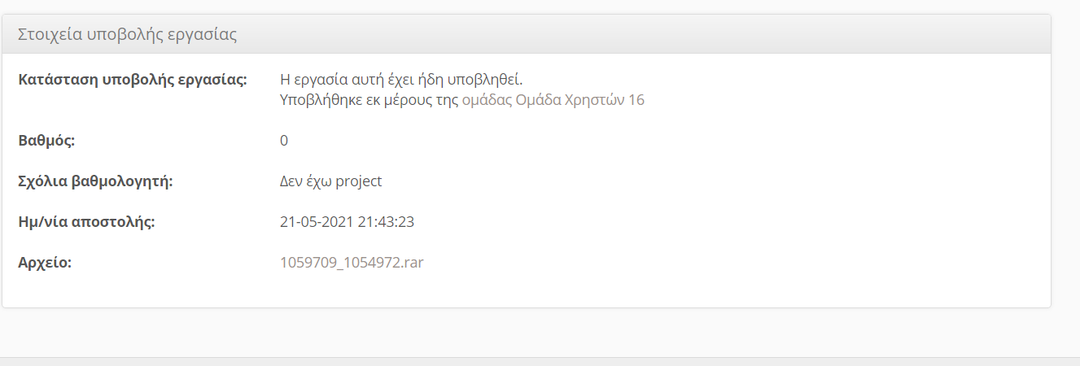 Στοιχεία υποβολής εργασίας
Κατάσταση υποβολής εργασίας: Η εργασία αυτή έχει ήδη υποβληθεί.
Υποβλήθηκε εκ μέρους της ομάδας Ομάδα Χρηστών 16
Βαθμός: 0
Σχόλια βαθμολογητή: Δεν έχω project
Ημ/νία αποστολής: 21-05-2021 21:43:23
Αρχείο: 1059709_1054972.rar